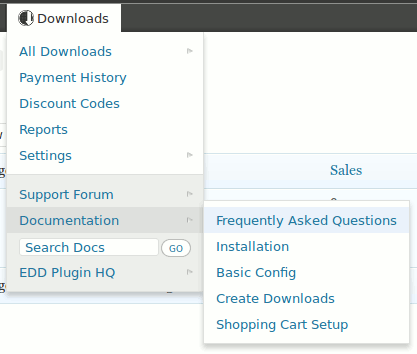 Downloads
All Downloads
Payment History
Discount Codes
Reports
Settings
Sales
Support Forum
Documentation
Frequently Asked Questions
Search Docs GO
Installation
EDD Plugin HQ
Basic Config
Create Downloads
Shopping Cart Setup